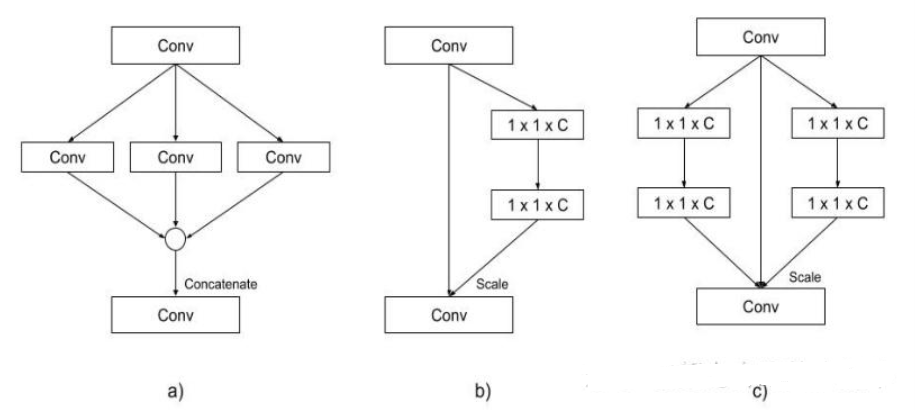 Conv
Conv
Conv
Conv
Concatenate
Conv
a)
Conv
1 x 1 x C
1 x 1 x C
Scale
Conv
b)
Conv
1 x 1 x C
1 x 1 x C
1 x 1 x C
1 x 1 x C
Scale
Conv
c)